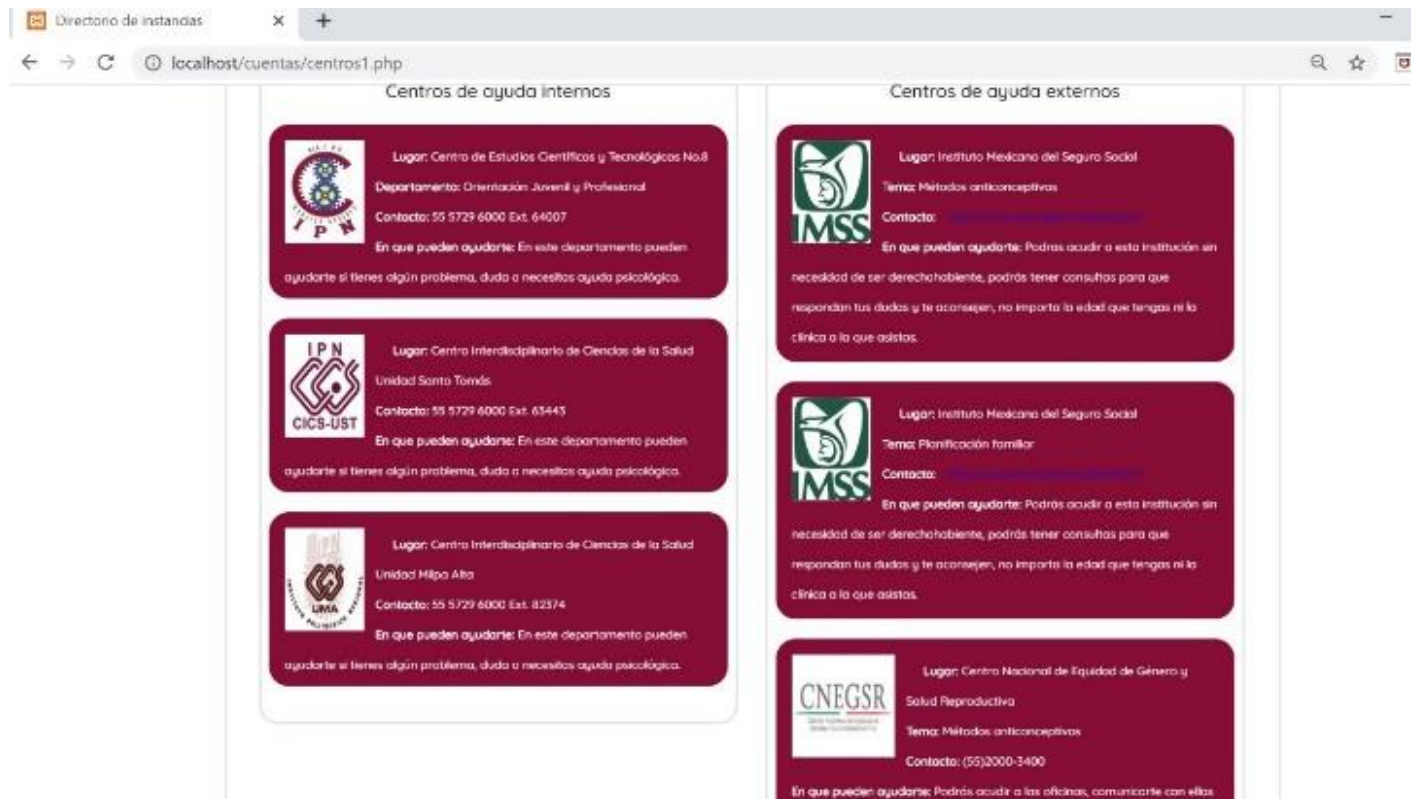 Directorio de instancias
localhost/cuentas/centros1.php
Centros de ayuda internos
IPN
Lugar: Centro de Estudios Científicos y Tecnológicos No.8
Departamento: Orientación Juvenil y Profesional
Contacto: 55 5729 6000 Ext. 64007
En que pueden ayudarte: En este departamento pueden
ayudarte si tienes algún problema, duda o necesitas ayuda psicológica.
IPN
CICS-UST
Lugar: Centro Interdisciplinario de Ciencias de la Salud
Unidad Santo Tomás
Contacto: 55 5729 6000 Ext. 63443
En que pueden ayudarte: En este departamento pueden
ayudarte si tienes algún problema, duda o necesitas ayuda psicológica.
UMA
Lugar: Centro Interdisciplinario de Ciencias de la Salud
Unidad Milpa Alta
Contacto: 55 5729 6000 Ext. 82374
En que pueden ayudarte: En este departamento pueden
ayudarte si tienes algún problema, duda o necesitas ayuda psicológica.
Centros de ayuda externos
IMSS
Lugar: Instituto Mexicano del Seguro Social
Tema: Métodos anticonceptivos
Contacto:
En que pueden ayudarte: Podras acudir a esta institución sin
necesidad de ser derechohabiente, podrás tener consultas para que
respondan tus dudas y te aconsejen, no importa la edad que tengas ni la
clínica a la que asistas.
IMSS
Lugar: Instituto Mexicano del Seguro Social
Tema: Planificación familiar
Contacto:
En que pueden ayudarte: Podrás acudir a esta institución sin
necesidad de ser derechohabiente, podrás tener consultas para que
respondan tus dudas y te aconsejen, no importa la edad que tengas ni la
clínica a la que asistas.
CNEGSR
Lugar: Centro Nacional de Equidad de Género y
Salud Reproductiva
Tema: Métodos anticonceptivos
Contacto: (55)2000-3400
En que pueden ayudarte: Podrás acudir a las oficinas, comunicarte con ellos